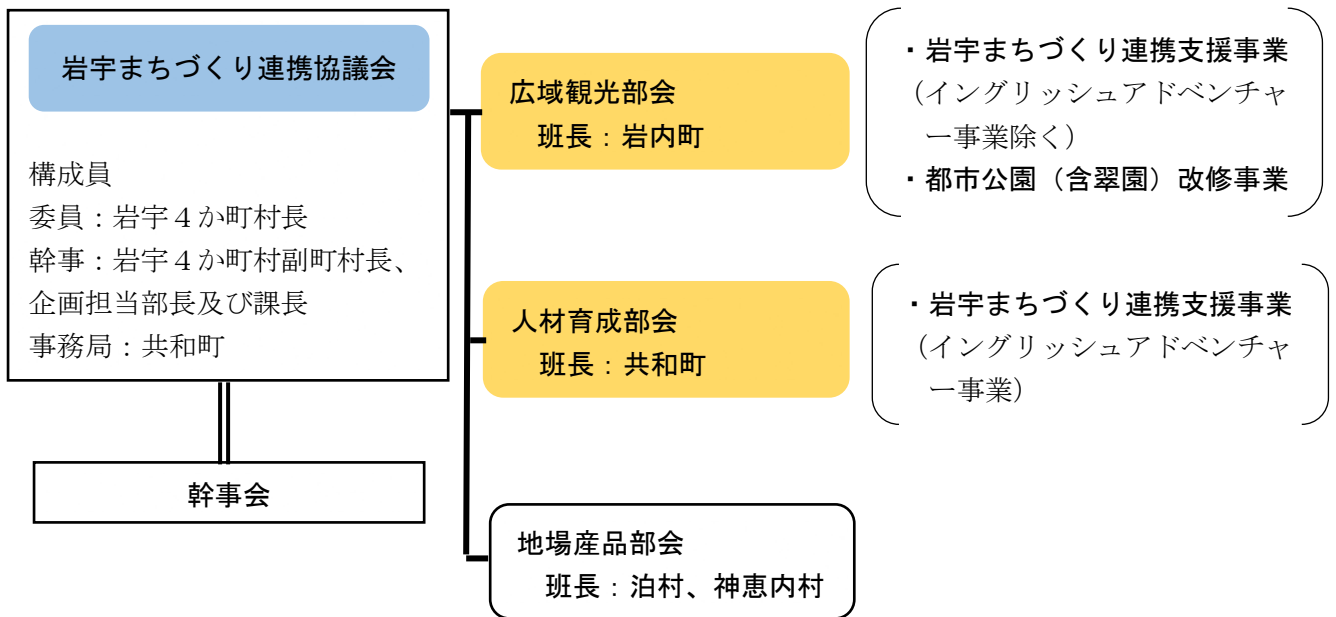 岩宇まちづくり連携協議会
構成員
委員：岩宇４か町村長
幹事：岩宇４か町村副町村長、
企画担当部長及び課長
事務局：共和町
幹事会
広域観光部会
班長：岩内町
・岩宇まちづくり連携支援事業
（イングリッシュアドベンチャ
ー事業除く）
・都市公園（含翠園）改修事業
人材育成部会
班長：共和町
・岩宇まちづくり連携支援事業
（イングリッシュアドベンチャ
ー事業）
地場産品部会
班長：泊村、神恵内村